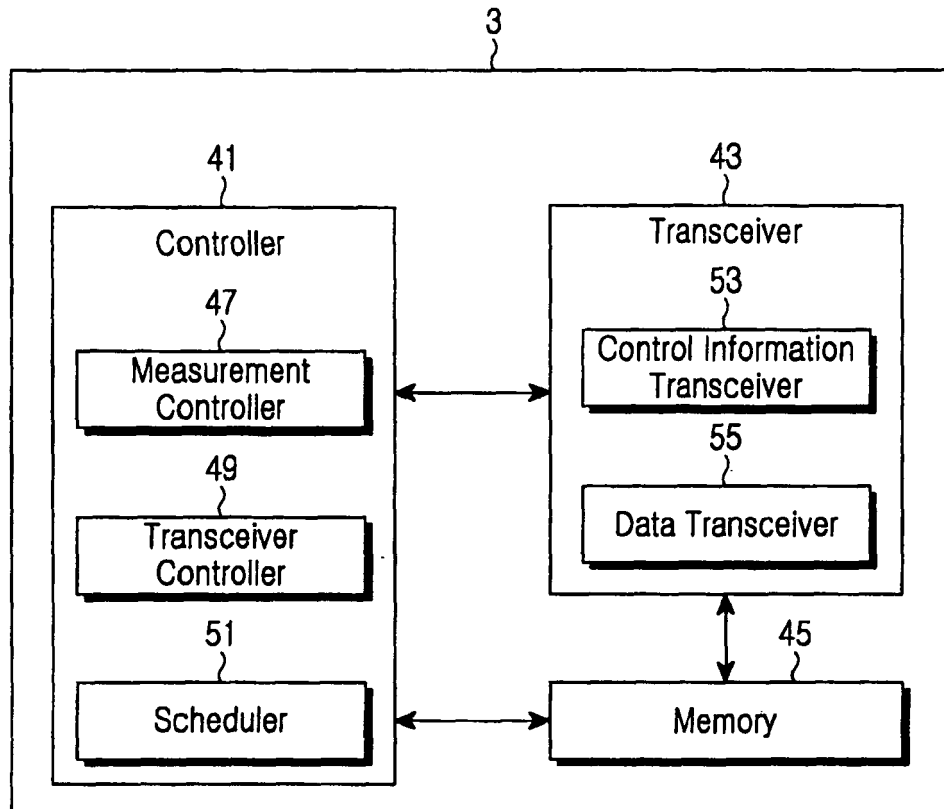 3
41
Controller
47
Measurement
Controller
49
Transceiver
Controller
51
Scheduler
43
Transceiver
53
Control Information
Transceiver
55
Data Transceiver
45
Memory